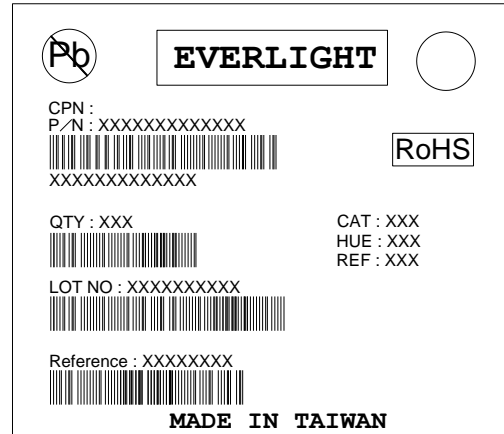 Pb
EVERLIGHT
CPN :
P/N : XXXXXXXXXXXXX
RoHS
XXXXXXXXXXXXX
QTY : XXX
CAT : XXX
HUE : XXX
REF : XXX
LOT NO : XXXXXXXXXX
Reference : XXXXXXXX
MADE IN TAIWAN